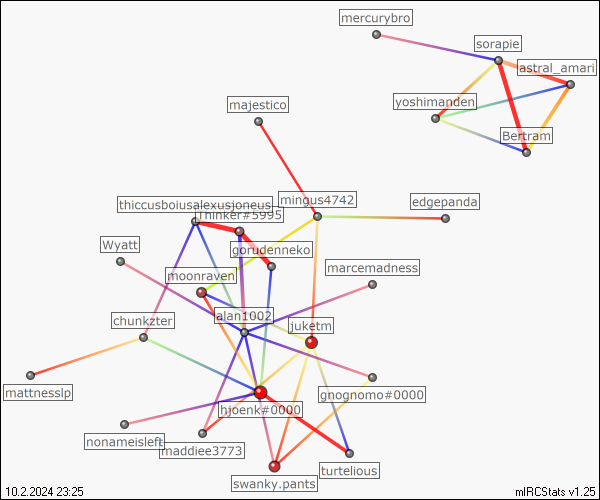 mercurybro
sorapie
astral_amari
majestico
yoshimanden
Bertram
mingus4742
edgepanda
thiccusboiusalexusjoneus
Thinker#5995
Wyatt
gorudenneko
moonraven
marcemadness
chunkzter
alan1002
juketm
mattnesslp
gnognomo#0000
hjoenk#0000
nonameisleft
maddiee3773
swanky.pants
turtelious
10.2.2024 23:25
mIRCStats v1.25